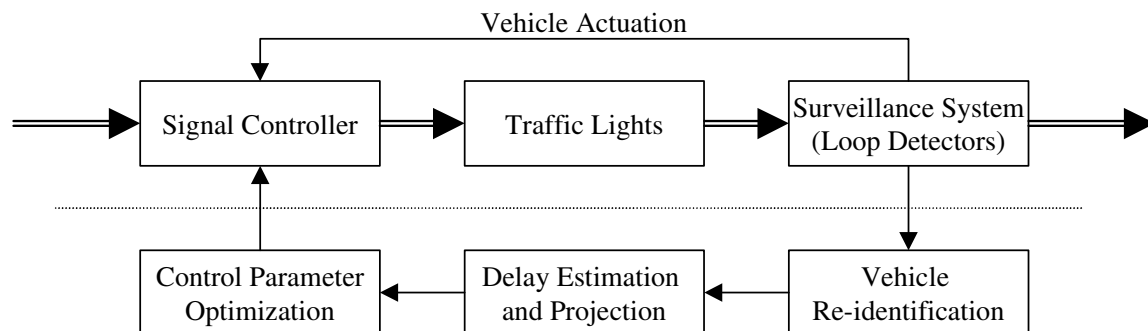 Vehicle Actuation
Signal Controller
Traffic Lights
Surveillance System
(Loop Detectors)
Control Parameter
Optimization
Delay Estimation
and Projection
Vehicle
Re-identification